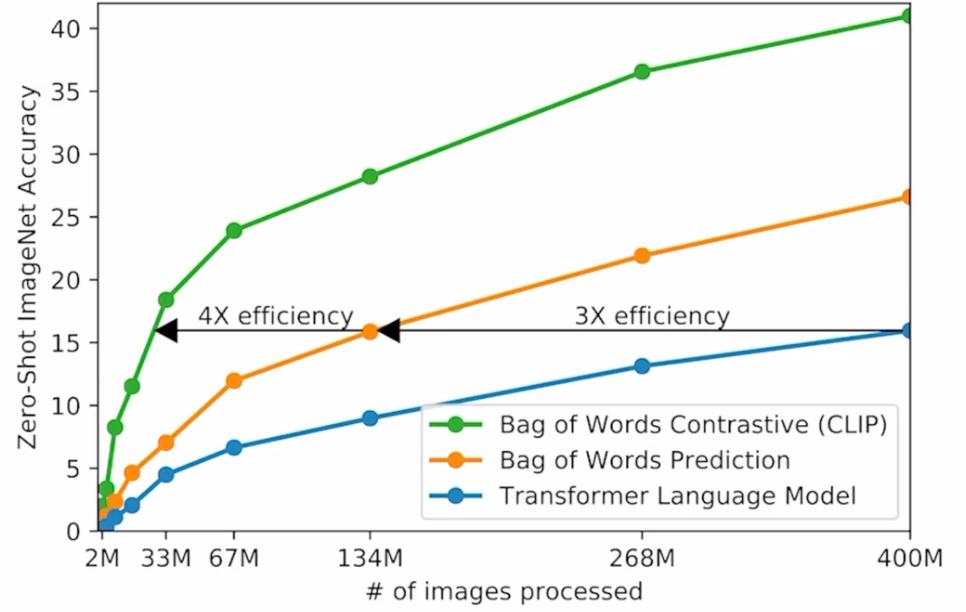 Zero-Shot ImageNet Accuracy
40
35
30
25
20
15
10
5
0
4X efficiency
3X efficiency
Bag of Words Contrastive (CLIP)
Bag of Words Prediction
Transformer Language Model
2M 33M 67M 134M 268M 400M
# of images processed